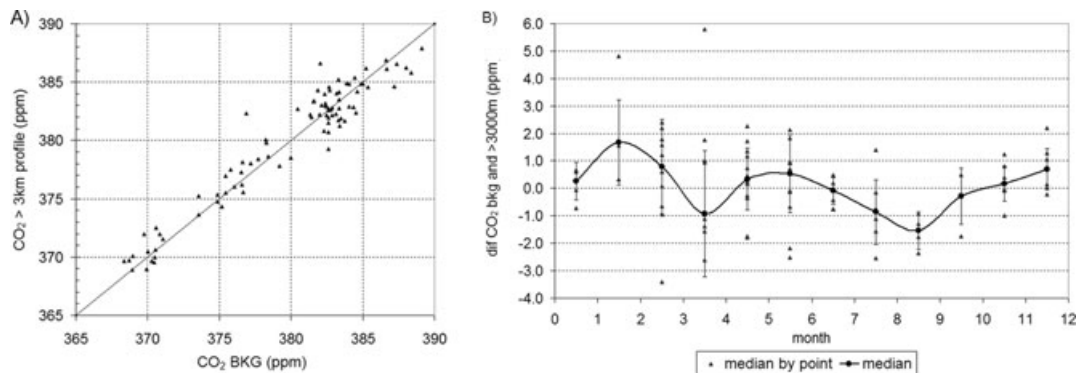 A)
CO2 > 3km profile (ppm)
390
385
380
375
370
365
365 370 375 380 385 390
CO2 BKG (ppm)
B)
dif CO2 bkg and >3000m (ppm
6.0
5.0
4.0
3.0
2.0
1.0
0.0
-1.0
-2.0
-3.0
-4.0
0 1 2 3 4 5 6 7 8 9 10 11 12
month
median by point median